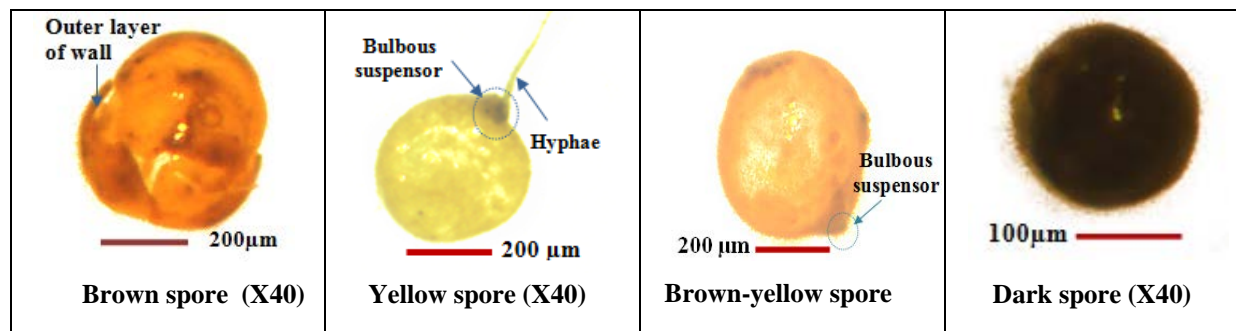 Outer layer
of wall
200µm
Brown spore (X40)
Bulbous
suspensor
Hyphae
200 µm
Yellow spore (X40)
Bulbous
suspensor
200 µm
Brown-yellow spore
100µm
Dark spore (X40)